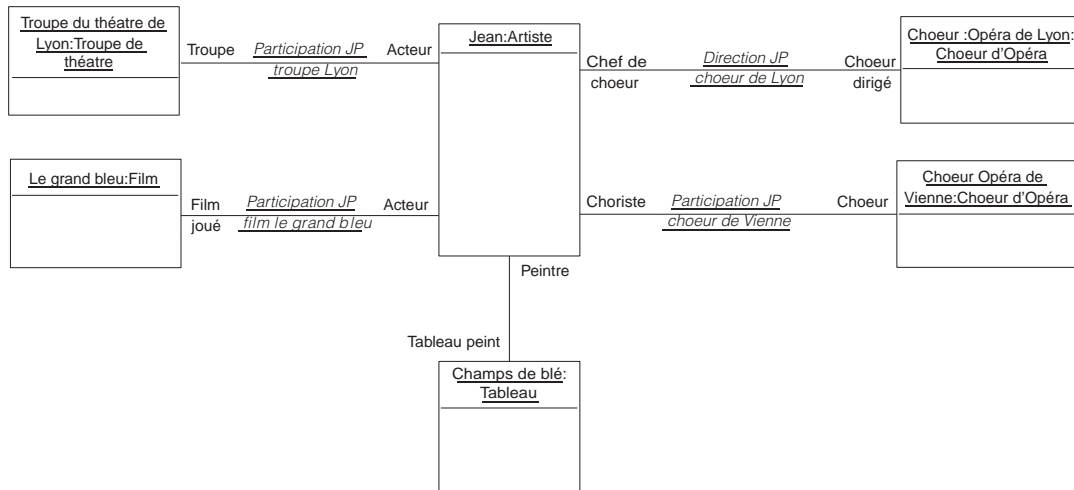 Troupe du théatre de
Lyon:Troupe de
théatre
Troupe
Participation JP
troupe Lyon
Acteur
Jean:Artiste
Chef de
choeur
Direction JP
choeur de Lyon
Choeur
dirigé
Choeur :Opéra de Lyon:
Choeur d'Opéra
Le grand bleu:Film
Film
joué
Participation JP
film le grand bleu
Acteur
Choriste
Participation JP
choeur de Vienne
Choeur
Choeur Opéra de
Vienne:Choeur d'Opéra
Peintre
Tableau peint
Champs de blé:
Tableau